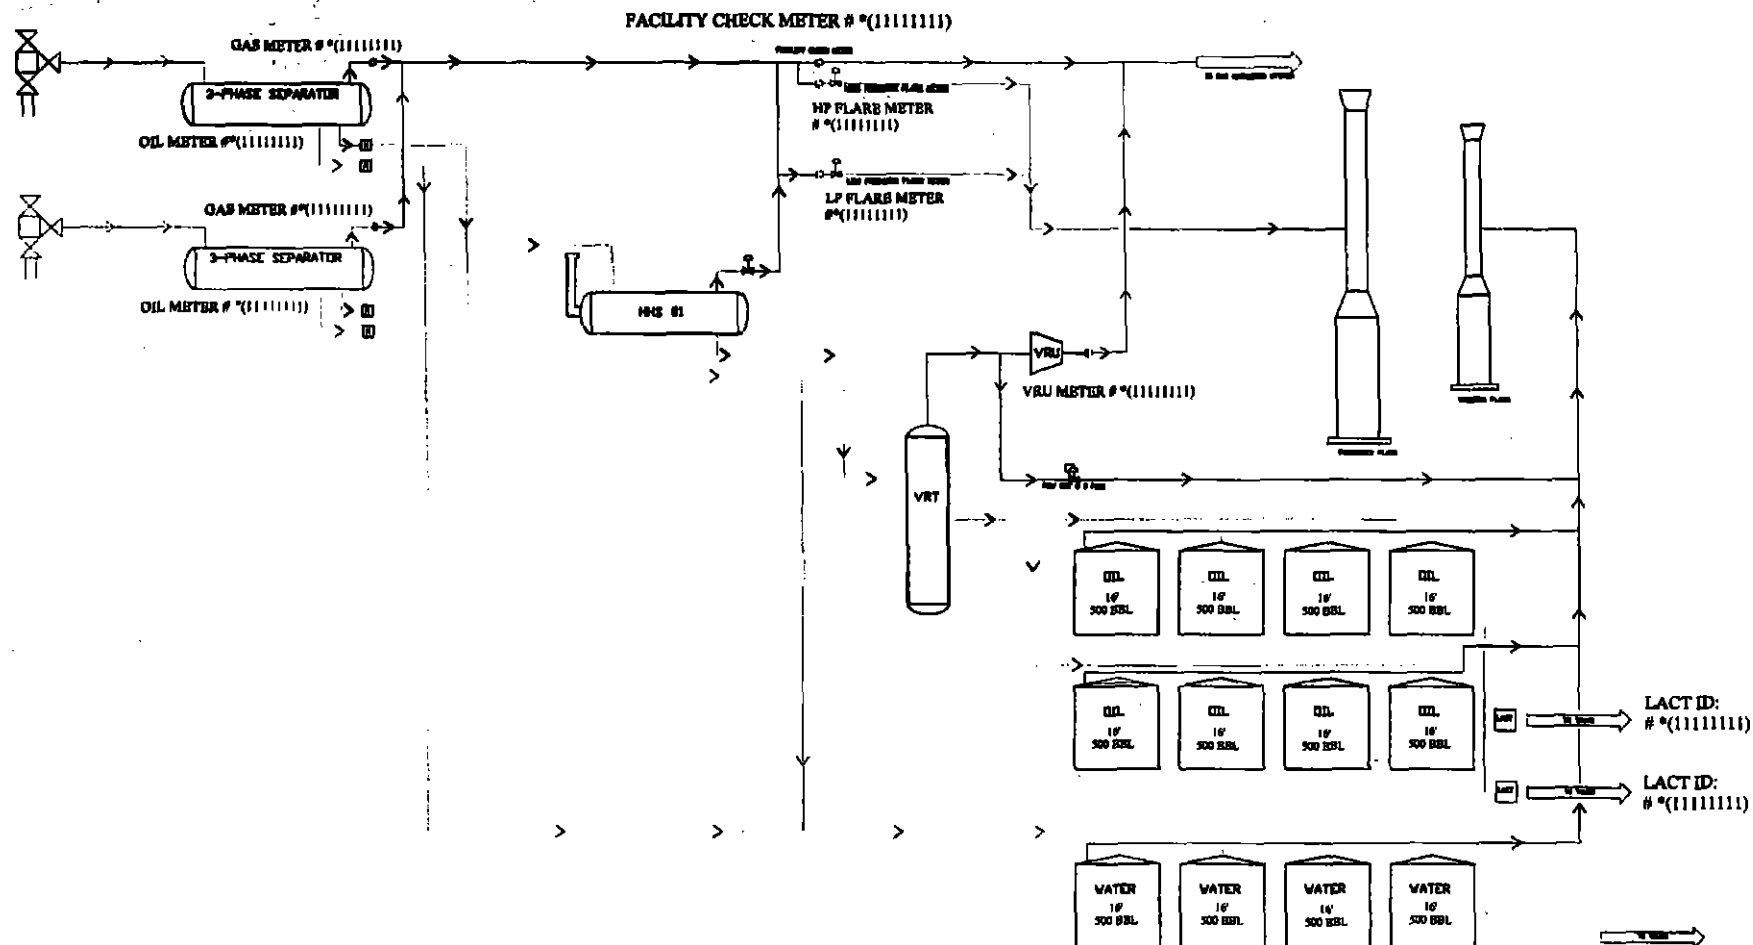 FACILITY CHECK METER # *(11111111)
GAS METER # *(11111111)
3-PHASE SEPARATOR
HP FLARE METER
# *(11111111)
OIL METER #*(11111111)
LP FLARE METER
#*(11111111)
GAS METER #*(11111111)
3-PHASE SEPARATOR
OIL METER # *(11111111)
HHS 01
VRU
VRU METER # *(11111111)
VRT
OIL OIL OIL OIL
16' 16' 16' 16'
500 BBL 500 BBL 500 BBL 500 BBL
OIL OIL OIL OIL
16' 16' 16' 16'
500 BBL 500 BBL 500 BBL 500 BBL
LACT
LACT ID:
# *(11111111)
LACT
LACT ID:
# *(11111111)
WATER WATER WATER WATER
16' 16' 16' 16'
500 BBL 500 BBL 500 BBL 500 BBL